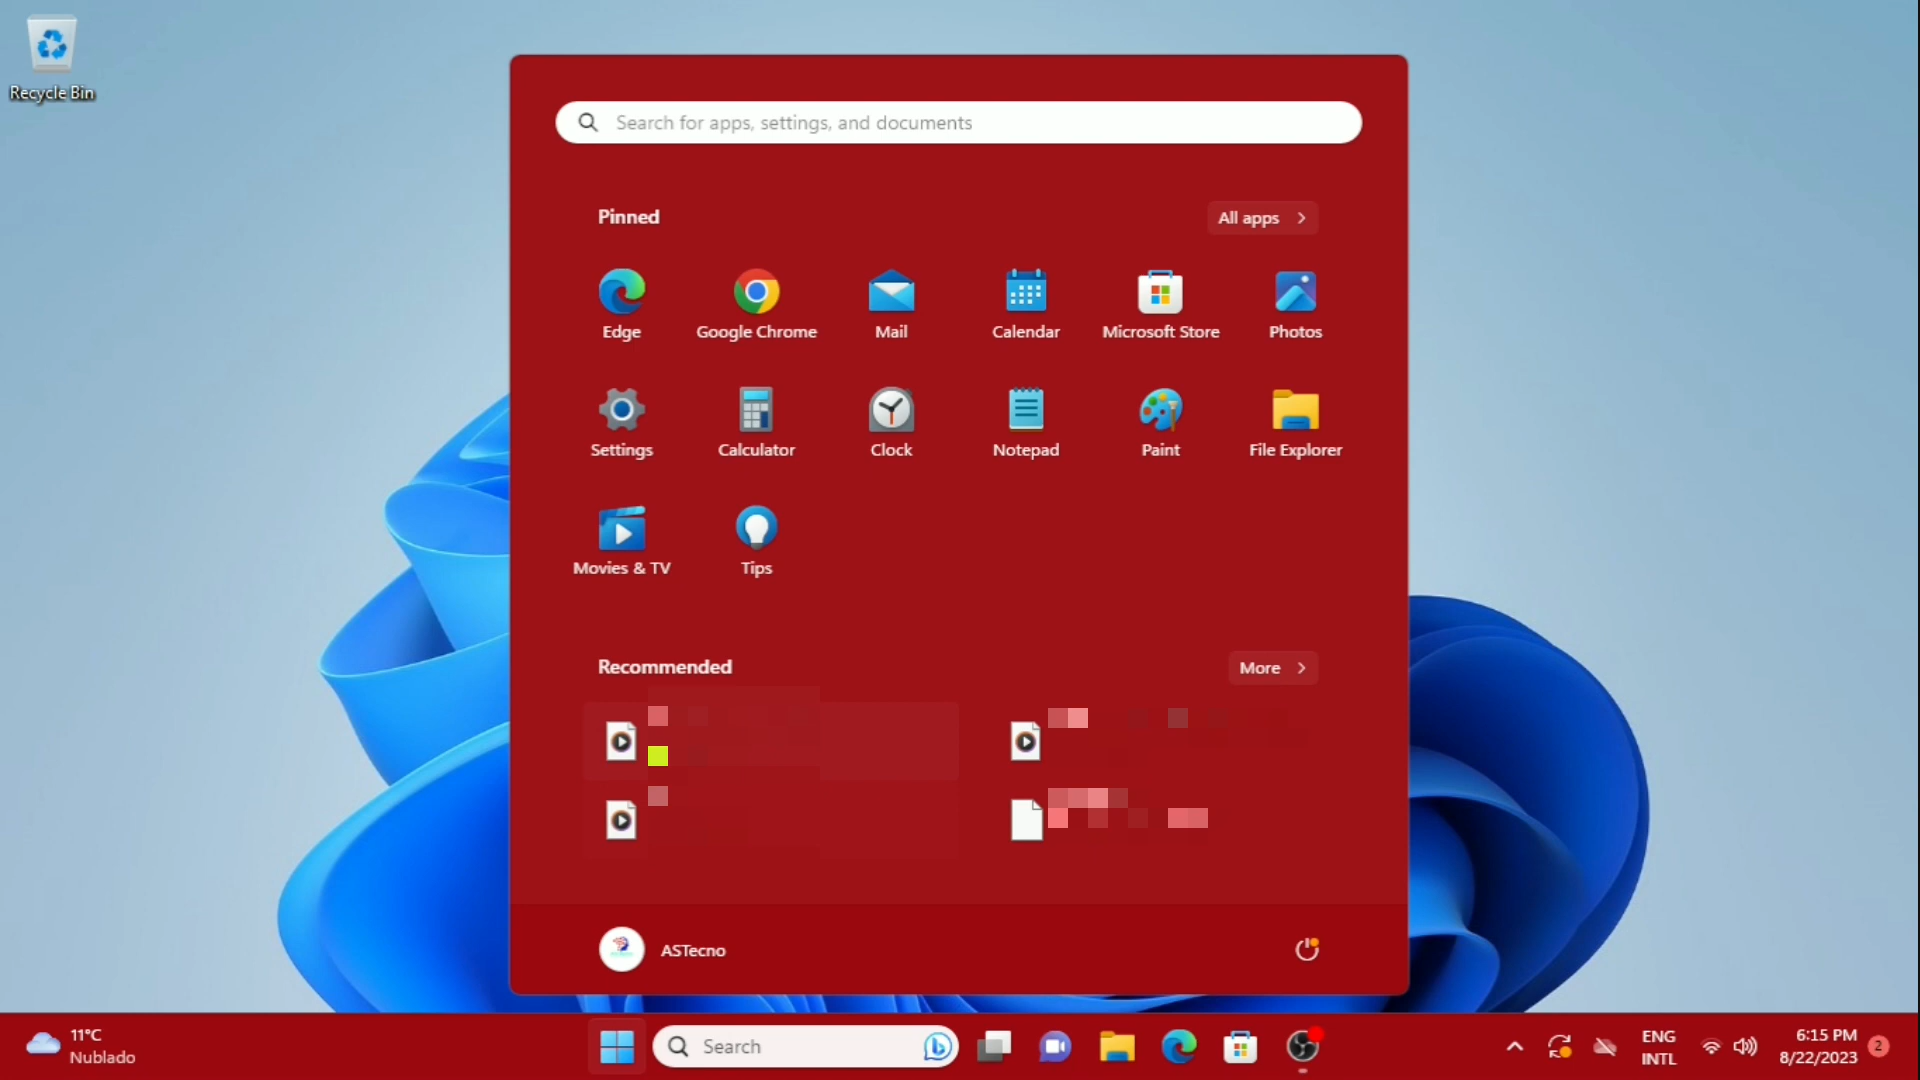 Recycle Bin
Search for apps, settings, and documents
Pinned
All apps
Edge
Google Chrome
Mail
Calendar
Microsoft Store
Photos
Settings
Calculator
Clock
Notepad
Paint
File Explorer
Movies & TV
Tips
Recommended
More
ASTecno
11°C
Nublado
Search
ENG
INTL
6:15 PM
8/22/2023
2